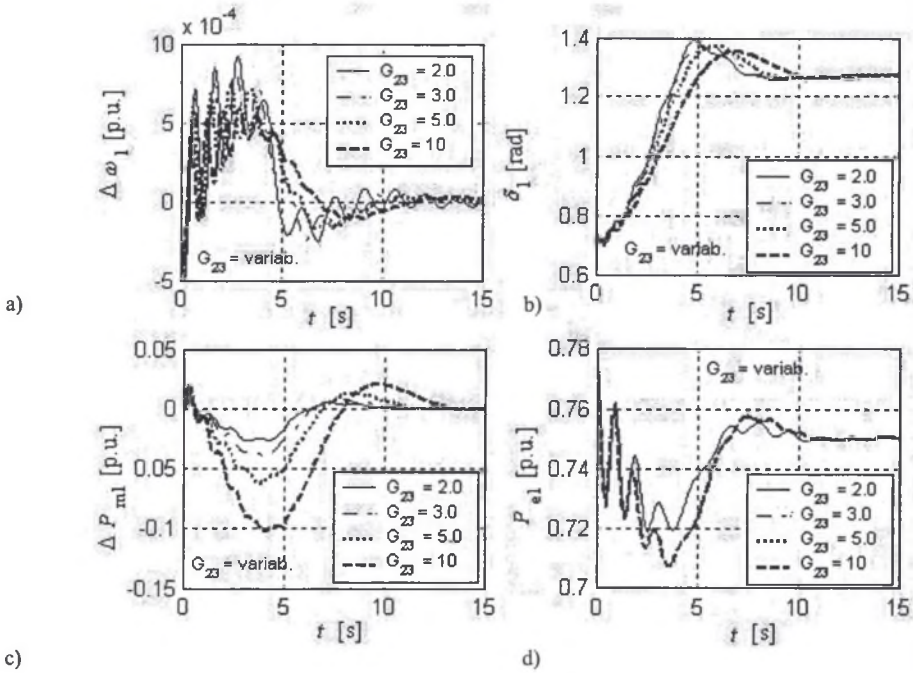 x 10⁻⁴
10
5
0
-5
Δ ω₁ [p.u.]
G₂₃ = 2.0
G₂₃ = 3.0
G₂₃ = 5.0
G₂₃ = 10
G₂₃ = variab.
0 5 10 15
t [s]
a)
1.4
1.2
1
0.8
0.6
δ₁ [rad]
G₂₃ = 2.0
G₂₃ = 3.0
G₂₃ = 5.0
G₂₃ = 10
G₂₃ = variab.
0 5 10 15
t [s]
b)
0.05
0
0.05
-0.1
-0.15
Δ Pm1 [p.u.]
G₂₃ = 2.0
G₂₃ = 3.0
G₂₃ = 5.0
G₂₃ = 10
G₂₃ = variab.
0 5 10 15
t [s]
c)
0.78
0.76
0.74
0.72
0.7
Pe1 [p.u.]
G₂₃ = variab.
G₂₃ = 2.0
G₂₃ = 3.0
G₂₃ = 5.0
G₂₃ = 10
0 5 10 15
t [s]
d)